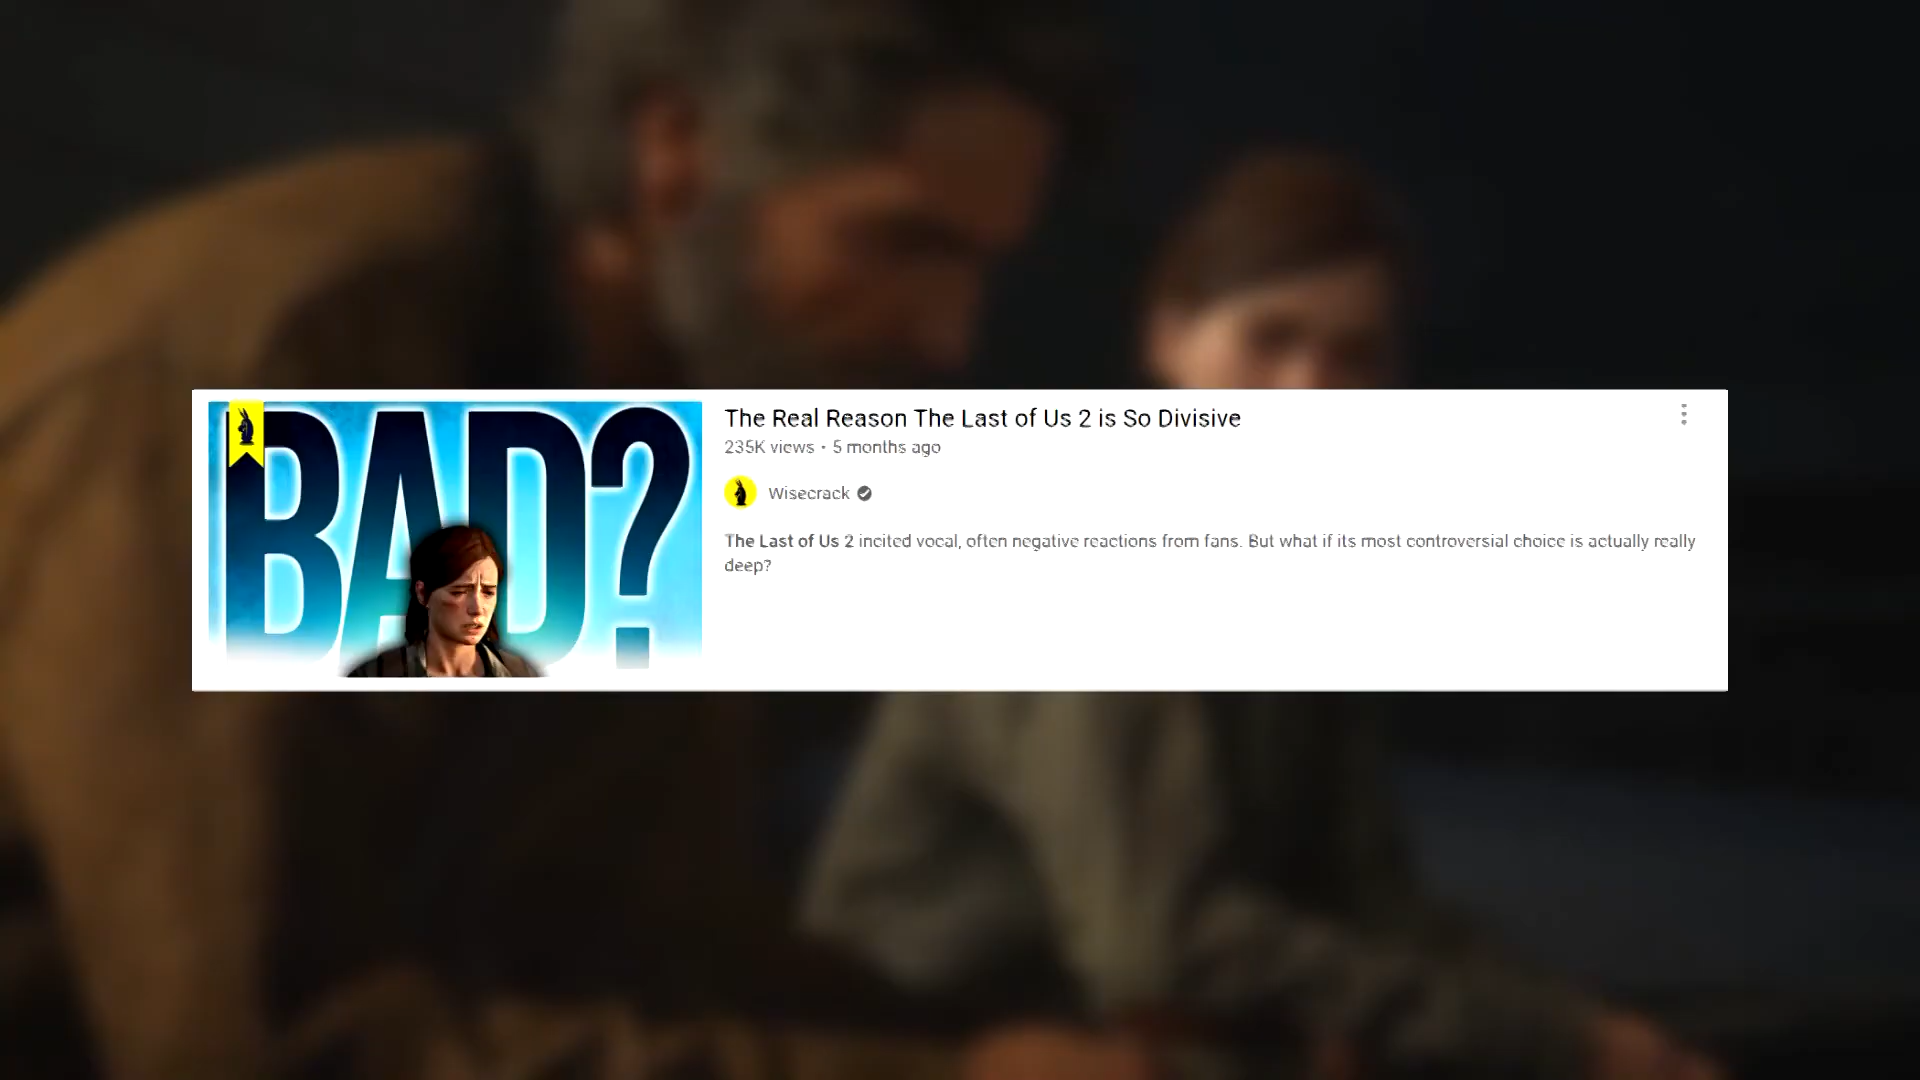 BAD?
The Real Reason The Last of Us 2 is So Divisive
235K views • 5 months ago
Wisecrack
The Last of Us 2 incited vocal, often negative reactions from fans. But what if its most controversial choice is actually really
deep?